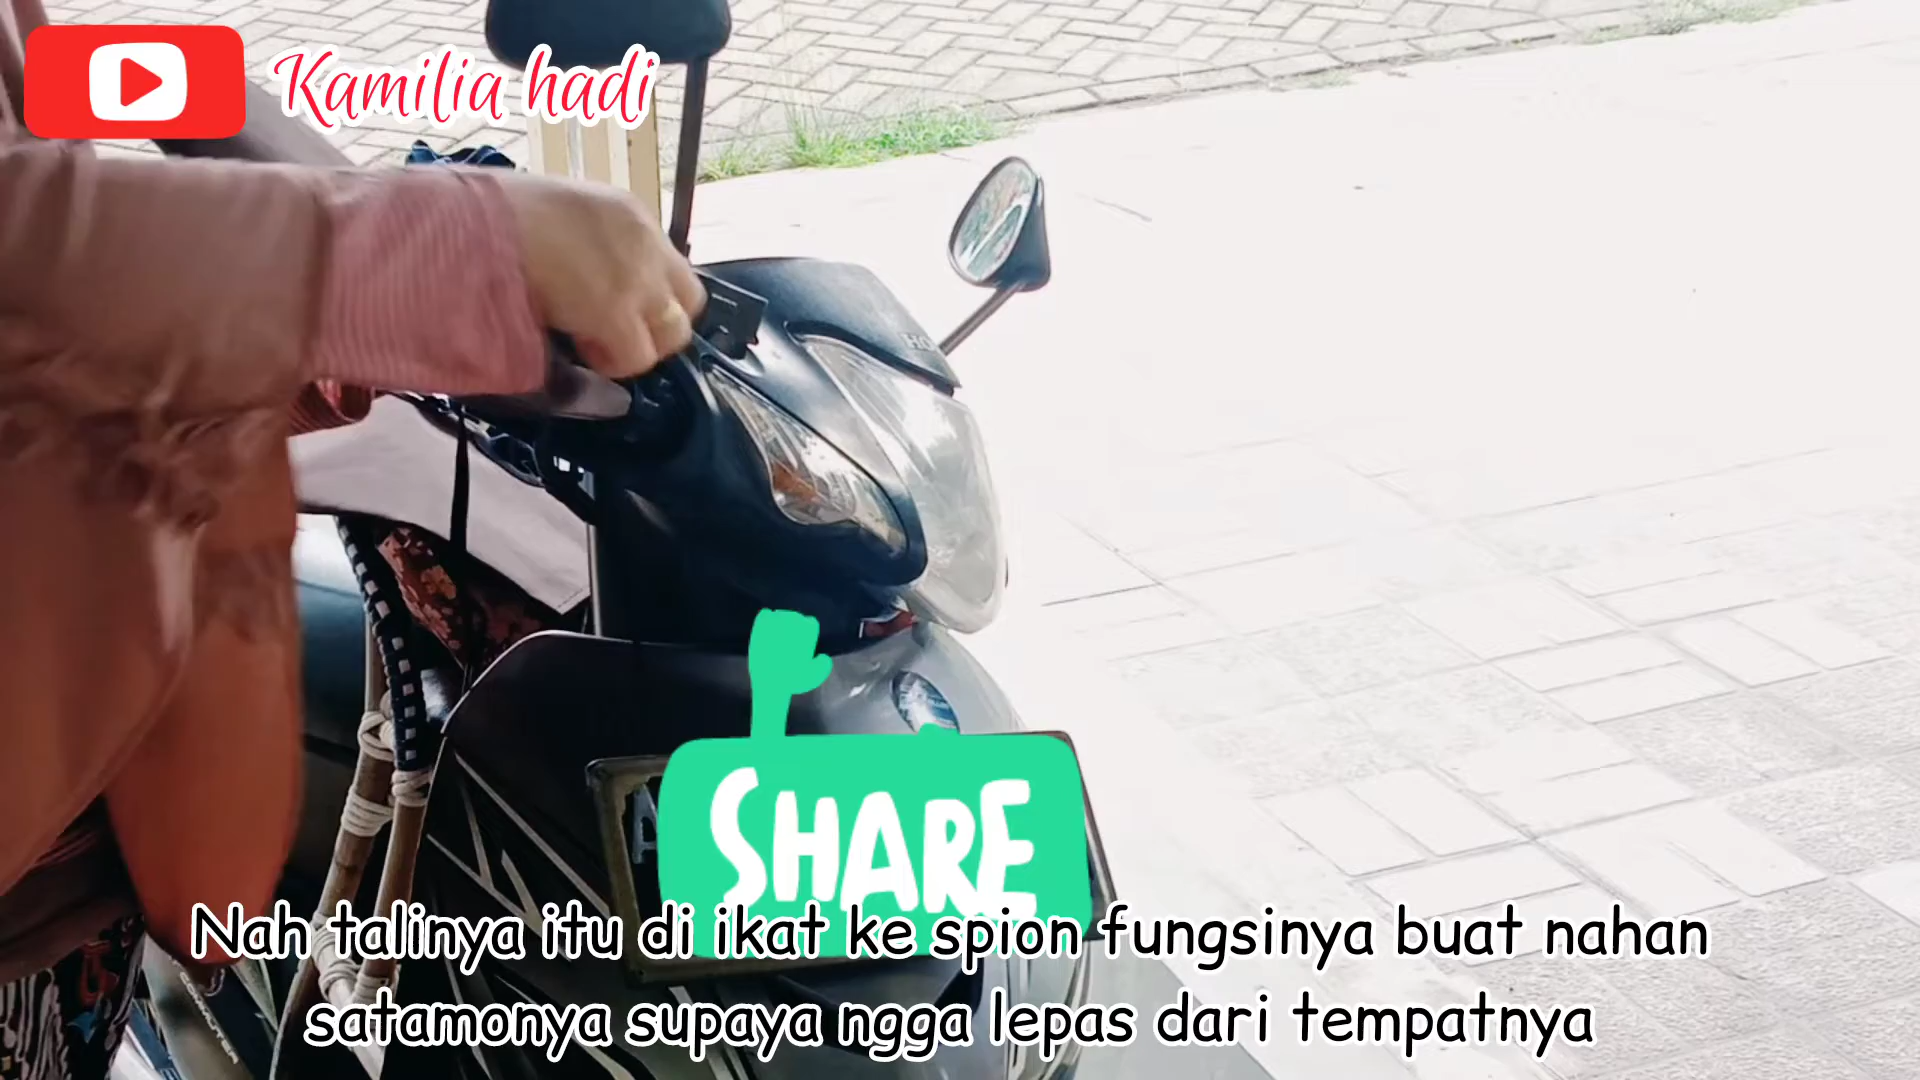 Kamilia hadi
SHARE
Nah talinya itu di ikat ke spion fungsinya buat nahan
satamonya supaya ngga lepas dari tempatnya